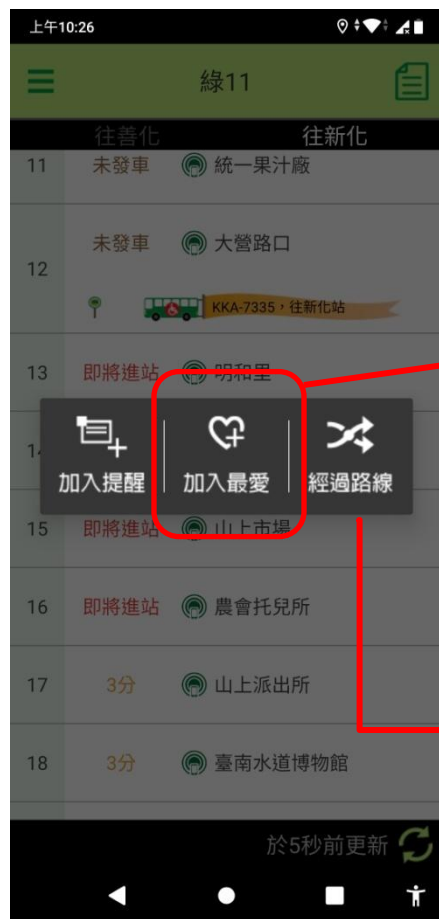 上午10:26
綠11
往善化 往新化
11 未發車 統一果汁廠
12 未發車 大營路口
KKA-7335，往新化站
13 即將進站 明和里
加入提醒 加入最愛 經過路線
15 即將進站 山上市場
16 即將進站 農會托兒所
17 3分 山上派出所
18 3分 臺南水道博物館
於5秒前更新